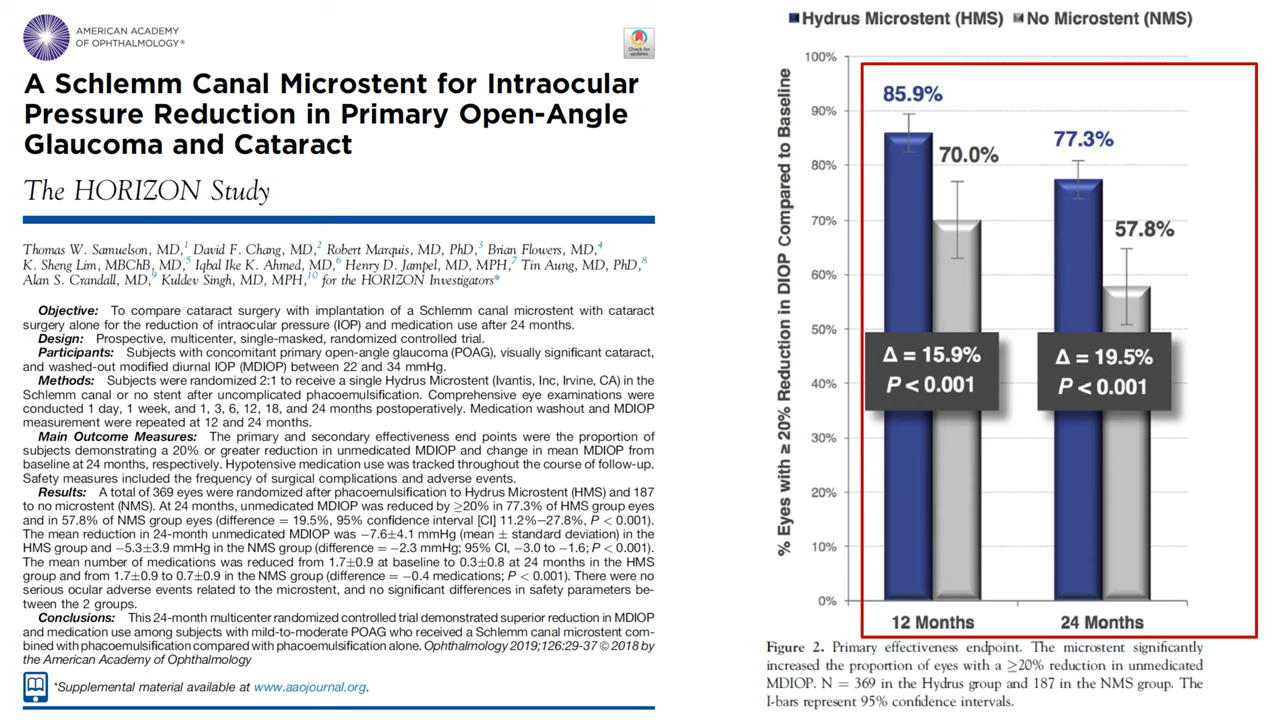 AMERICAN ACADEMY
OF OPHTHALMOLOGY®
Check for
updates
A Schlemm Canal Microstent for Intraocular
Pressure Reduction in Primary Open-Angle
Glaucoma and Cataract
The HORIZON Study
Thomas W. Samuelson, MD,1 David F. Chang, MD,2 Robert Marquis, MD, PhD,3 Brian Flowers, MD,4
K. Sheng Lim, MBChB, MD,5 Iqbal Ike K. Ahmed, MD,6 Henry D. Jampel, MD, MPH,7 Tin Aung, MD, PhD,8
Alan S. Crandall, MD,9 Kuldev Singh, MD, MPH,10 for the HORIZON Investigators*
Objective: To compare cataract surgery with implantation of a Schlemm canal microstent with cataract
surgery alone for the reduction of intraocular pressure (IOP) and medication use after 24 months.
Design: Prospective, multicenter, single-masked, randomized controlled trial.
Participants: Subjects with concomitant primary open-angle glaucoma (POAG), visually significant cataract,
and washed-out modified diurnal IOP (MDIOP) between 22 and 34 mmHg.
Methods: Subjects were randomized 2:1 to receive a single Hydrus Microstent (Ivantis, Inc, Irvine, CA) in the
Schlemm canal or no stent after uncomplicated phacoemulsification. Comprehensive eye examinations were
conducted 1 day, 1 week, and 1, 3, 6, 12, 18, and 24 months postoperatively. Medication washout and MDIOP
measurement were repeated at 12 and 24 months.
Main Outcome Measures: The primary and secondary effectiveness end points were the proportion of
subjects demonstrating a 20% or greater reduction in unmedicated MDIOP and change in mean MDIOP from
baseline at 24 months, respectively. Hypotensive medication use was tracked throughout the course of follow-up.
Safety measures included the frequency of surgical complications and adverse events.
Results: A total of 369 eyes were randomized after phacoemulsification to Hydrus Microstent (HMS) and 187
to no microstent (NMS). At 24 months, unmedicated MDIOP was reduced by ≥20% in 77.3% of HMS group eyes
and in 57.8% of NMS group eyes (difference = 19.5%, 95% confidence interval [CI] 11.2%–27.8%, P < 0.001).
The mean reduction in 24-month unmedicated MDIOP was −7.6±4.1 mmHg (mean ± standard deviation) in the
HMS group and −5.3±3.9 mmHg in the NMS group (difference = −2.3 mmHg; 95% CI, −3.0 to −1.6; P < 0.001).
The mean number of medications was reduced from 1.7±0.9 at baseline to 0.3±0.8 at 24 months in the HMS
group and from 1.7±0.9 to 0.7±0.9 in the NMS group (difference = −0.4 medications; P < 0.001). There were no
serious ocular adverse events related to the microstent, and no significant differences in safety parameters be-
tween the 2 groups.
Conclusions: This 24-month multicenter randomized controlled trial demonstrated superior reduction in MDIOP
and medication use among subjects with mild-to-moderate POAG who received a Schlemm canal microstent com-
bined with phacoemulsification compared with phacoemulsification alone. Ophthalmology 2019;126:29-37 © 2018 by
the American Academy of Ophthalmology
*Supplemental material available at www.aaojournal.org.
Hydrus Microstent (HMS) No Microstent (NMS)
% Eyes with ≥ 20% Reduction in DIOP Compared to Baseline
100%
90%
80%
70%
60%
50%
40%
30%
20%
10%
0%
85.9%
70.0%
77.3%
57.8%
Δ = 15.9%
P < 0.001
Δ = 19.5%
P < 0.001
12 Months
24 Months
Figure 2. Primary effectiveness endpoint. The microstent significantly
increased the proportion of eyes with a ≥20% reduction in unmedicated
MDIOP. N = 369 in the Hydrus group and 187 in the NMS group. The
I-bars represent 95% confidence intervals.